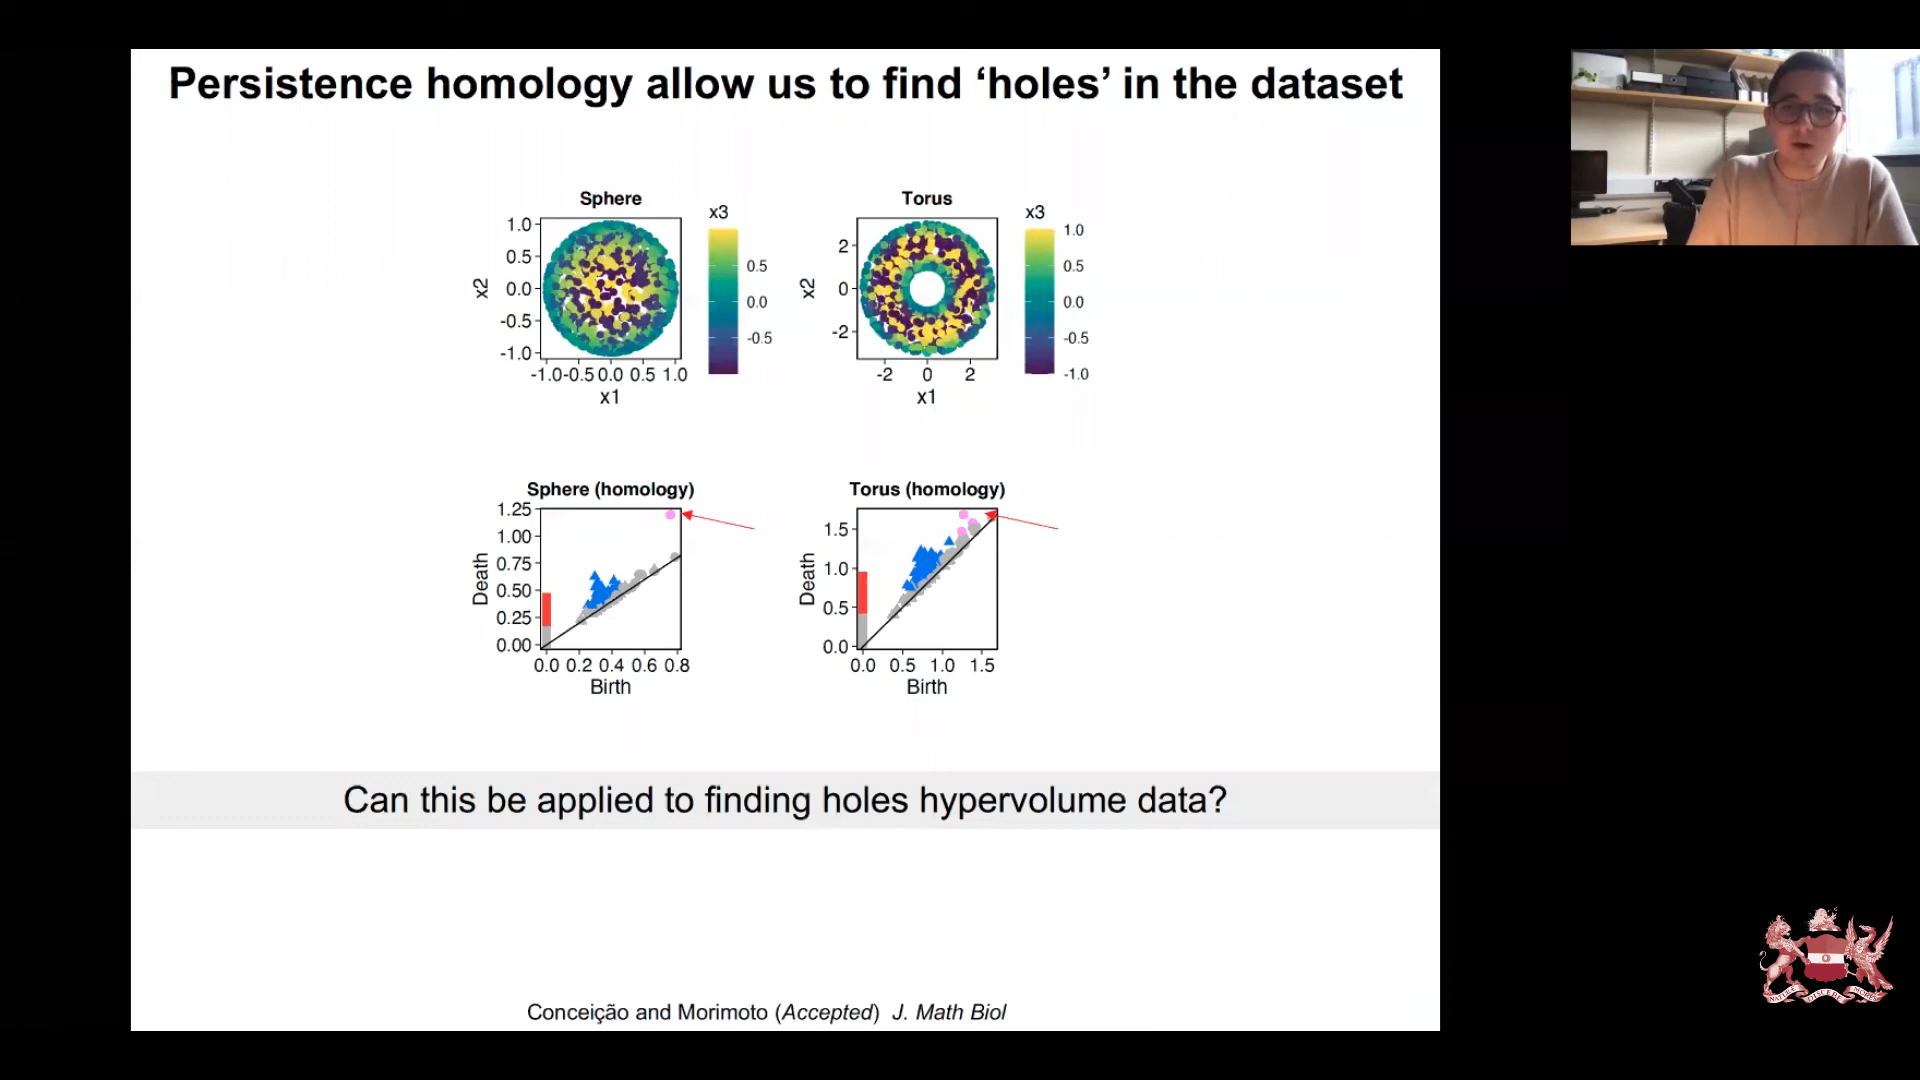 Persistence homology allow us to find ‘holes’ in the dataset
Sphere
x3
1.0
0.5
0.0
-0.5
-1.0
x2
-1.0 -0.5 0.0 0.5 1.0
x1
0.5
0.0
-0.5
Torus
x3
2
0
-2
x2
-2 0 2
x1
1.0
0.5
0.0
-0.5
-1.0
Sphere (homology)
1.25
1.00
0.75
0.50
0.25
0.00
Death
0.0 0.2 0.4 0.6 0.8
Birth
Torus (homology)
1.5
1.0
0.5
0.0
Death
0.0 0.5 1.0 1.5
Birth
Can this be applied to finding holes hypervolume data?
Conceição and Morimoto (Accepted) J. Math Biol